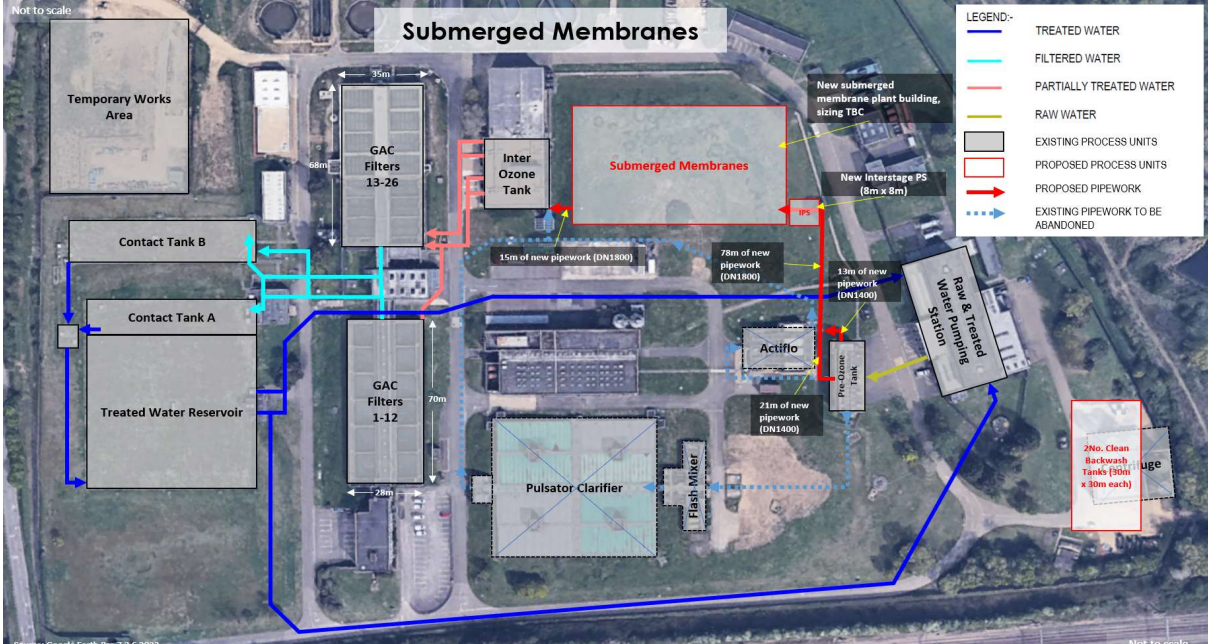 Not to scale
Submerged Membranes
LEGEND:-
TREATED WATER
FILTERED WATER
PARTIALLY TREATED WATER
RAW WATER
EXISTING PROCESS UNITS
PROPOSED PROCESS UNITS
PROPOSED PIPEWORK
EXISTING PIPEWORK TO BE
ABANDONED
Temporary Works
Area
35m
68m
GAC
Filters
13-26
Inter
Ozone
Tank
Submerged Membranes
New submerged
membrane plant building,
sizing TBC
New Interstage PS
(8m x 8m)
IPS
Contact Tank B
15m of new pipework (DN1800)
78m of new
pipework
(DN1800)
13m of new
pipework
(DN1400)
Raw & Treated
Water Pumping
Station
Contact Tank A
Treated Water Reservoir
GAC
Filters
1-12
70m
28m
Actiflo
Pre-Ozone
Tank
21m of new
pipework
(DN1400)
Pulsator Clarifier
Flash Mixer
2No. Clean
Backwash
Tanks (30m
x 30m each)
Centrifuge
Not to scale